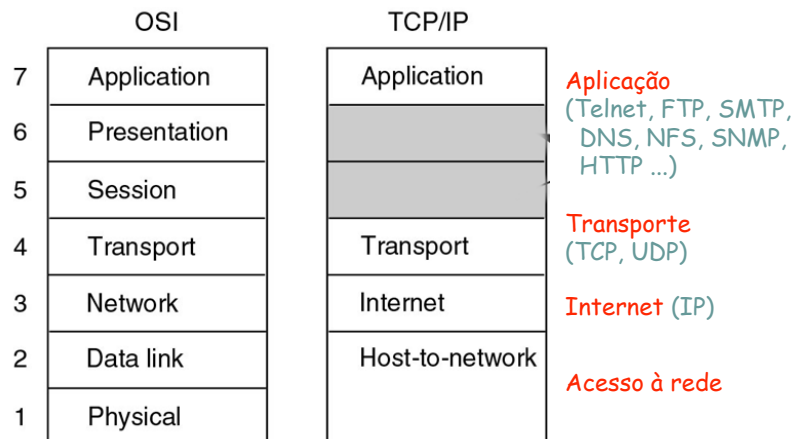 OSI TCP/IP
7 Application Application Aplicação
(Telnet, FTP, SMTP,
6 Presentation DNS, NFS, SNMP,
HTTP ...)
5 Session
Transporte
4 Transport Transport (TCP, UDP)
3 Network Internet Internet (IP)
2 Data link Host-to-network
Acesso à rede
1 Physical